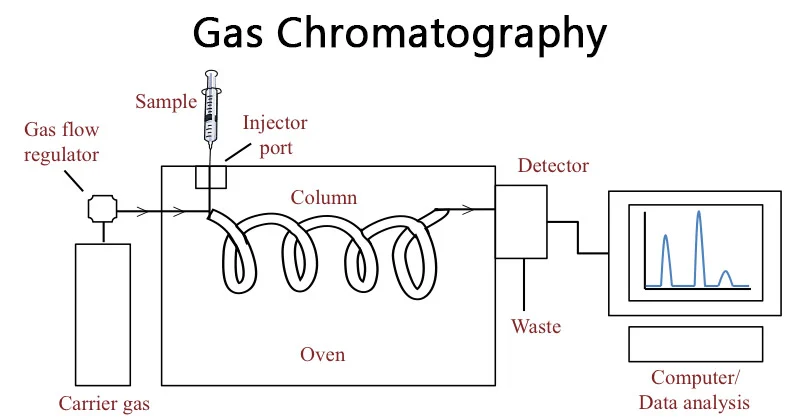 Gas Chromatography
Sample
Gas flow
regulator
Injector
port
Column
Detector
Oven
Waste
Carrier gas
Computer/
Data analysis